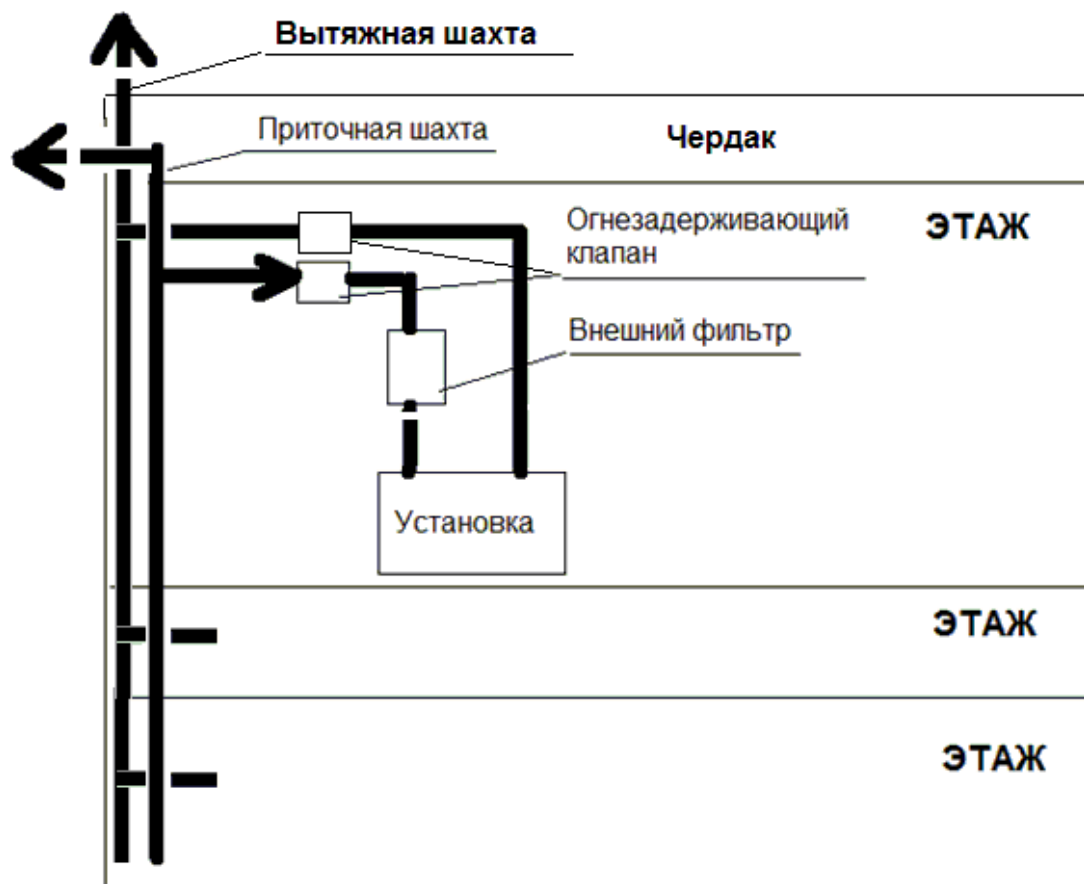 Вытяжная шахта
Приточная шахта
Чердак
Огнезадерживающий
клапан
ЭТАЖ
Внешний фильтр
Установка
ЭТАЖ
ЭТАЖ